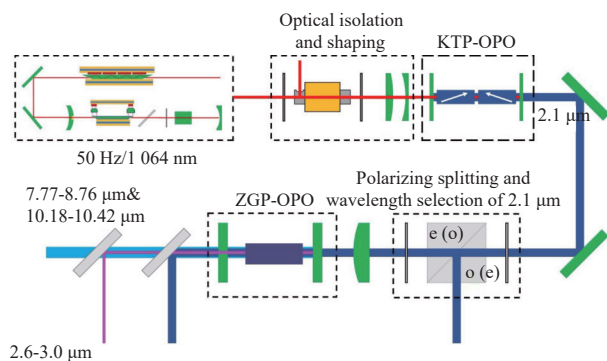 Optical isolation
and shaping
KTP-OPO
50 Hz/1 064 nm
2.1 μm
7.77-8.76 μm&
10.18-10.42 μm
ZGP-OPO
Polarizing splitting and
wavelength selection of 2.1 μm
e (o)
o (e)
2.6-3.0 μm